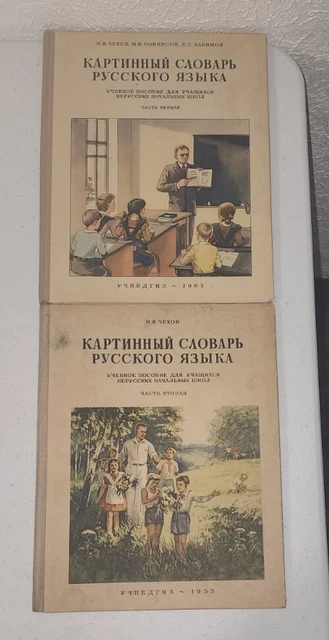 Н.В.ЧЕХОВ, Н.Ф.РОВНЯГОВ, К.Г. ХАКИМОВ
КАРТИННЫЙ СЛОВАРЬ
РУССКОГО ЯЗЫКА
УЧЕБНОЕ ПОСОБИЕ ДЛЯ УЧАЩИХСЯ
НЕРУССКИХ НАЧАЛЬНЫХ ШКОЛ
ЧАСТЬ ПЕРВАЯ
УЧПЕДГИЗ ~ 1961
Н.В.ЧЕХОВ
КАРТИННЫЙ СЛОВАРЬ
РУССКОГО ЯЗЫКА
УЧЕБНОЕ ПОСОБИЕ ДЛЯ УЧАЩИХСЯ
НЕРУССКИХ НАЧАЛЬНЫХ ШКОЛ
ЧАСТЬ ВТОРАЯ
УЧПЕДГИЗ ~ 1955